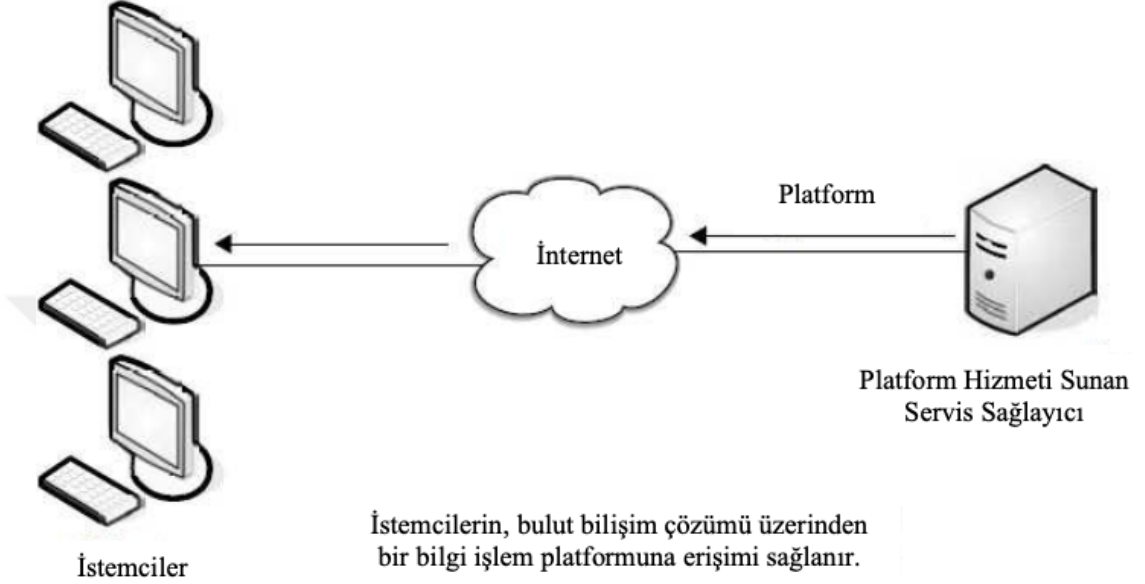 Platform
İnternet
Platform Hizmeti Sunan
Servis Sağlayıcı
İstemcilerin, bulut bilişim çözümü üzerinden
bir bilgi işlem platformuna erişimi sağlanır.
İstemciler